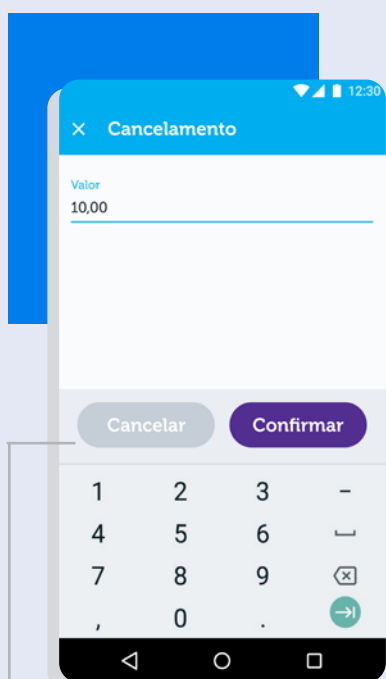 12:30
× Cancelamento
Valor
10,00
Cancelar Confirmar
1 2 3 –
4 5 6
7 8 9
, 0 .